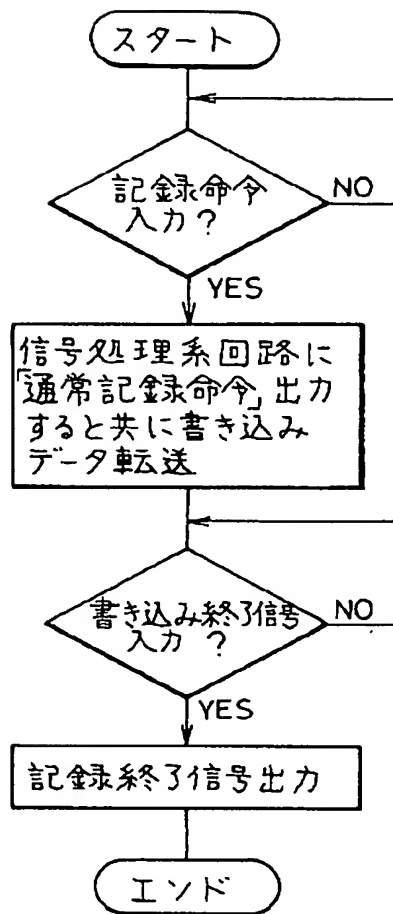 スタート
記録命令
入力?
NO
YES
信号処理系回路に
「通常記録命令」出力
すると共に書き込み
データ転送
書き込み終了信号
入力?
NO
YES
記録終了信号出力
エンド